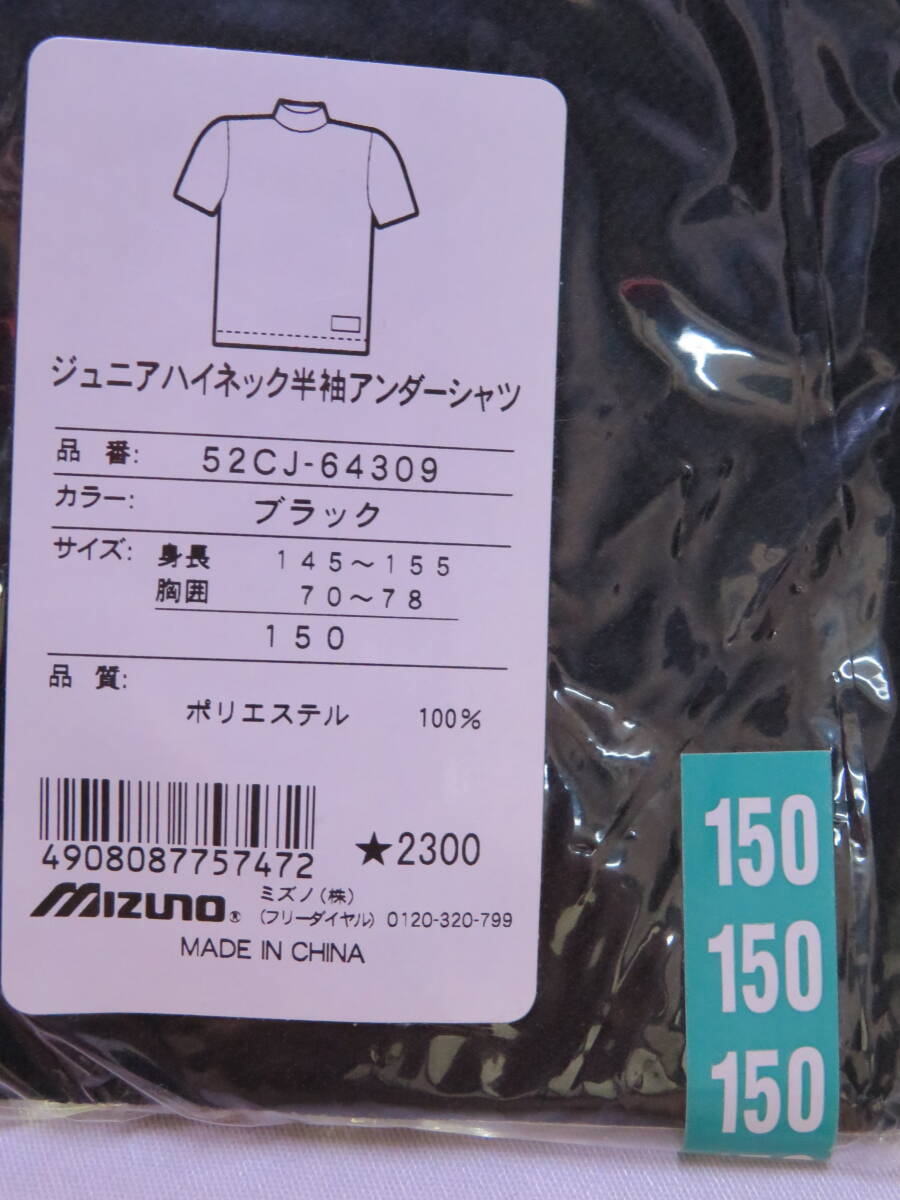 ジュニアハイネック半袖アンダーシャツ
品 番: 52CJ-64309
カラー: ブラック
サイズ: 身長 145～155
胸囲 70～78
150
品 質:
ポリエステル 100%
4908087757472 ★2300
MIZUNO® ミズノ(株)
(フリーダイヤル) 0120-320-799
MADE IN CHINA
150
150
150